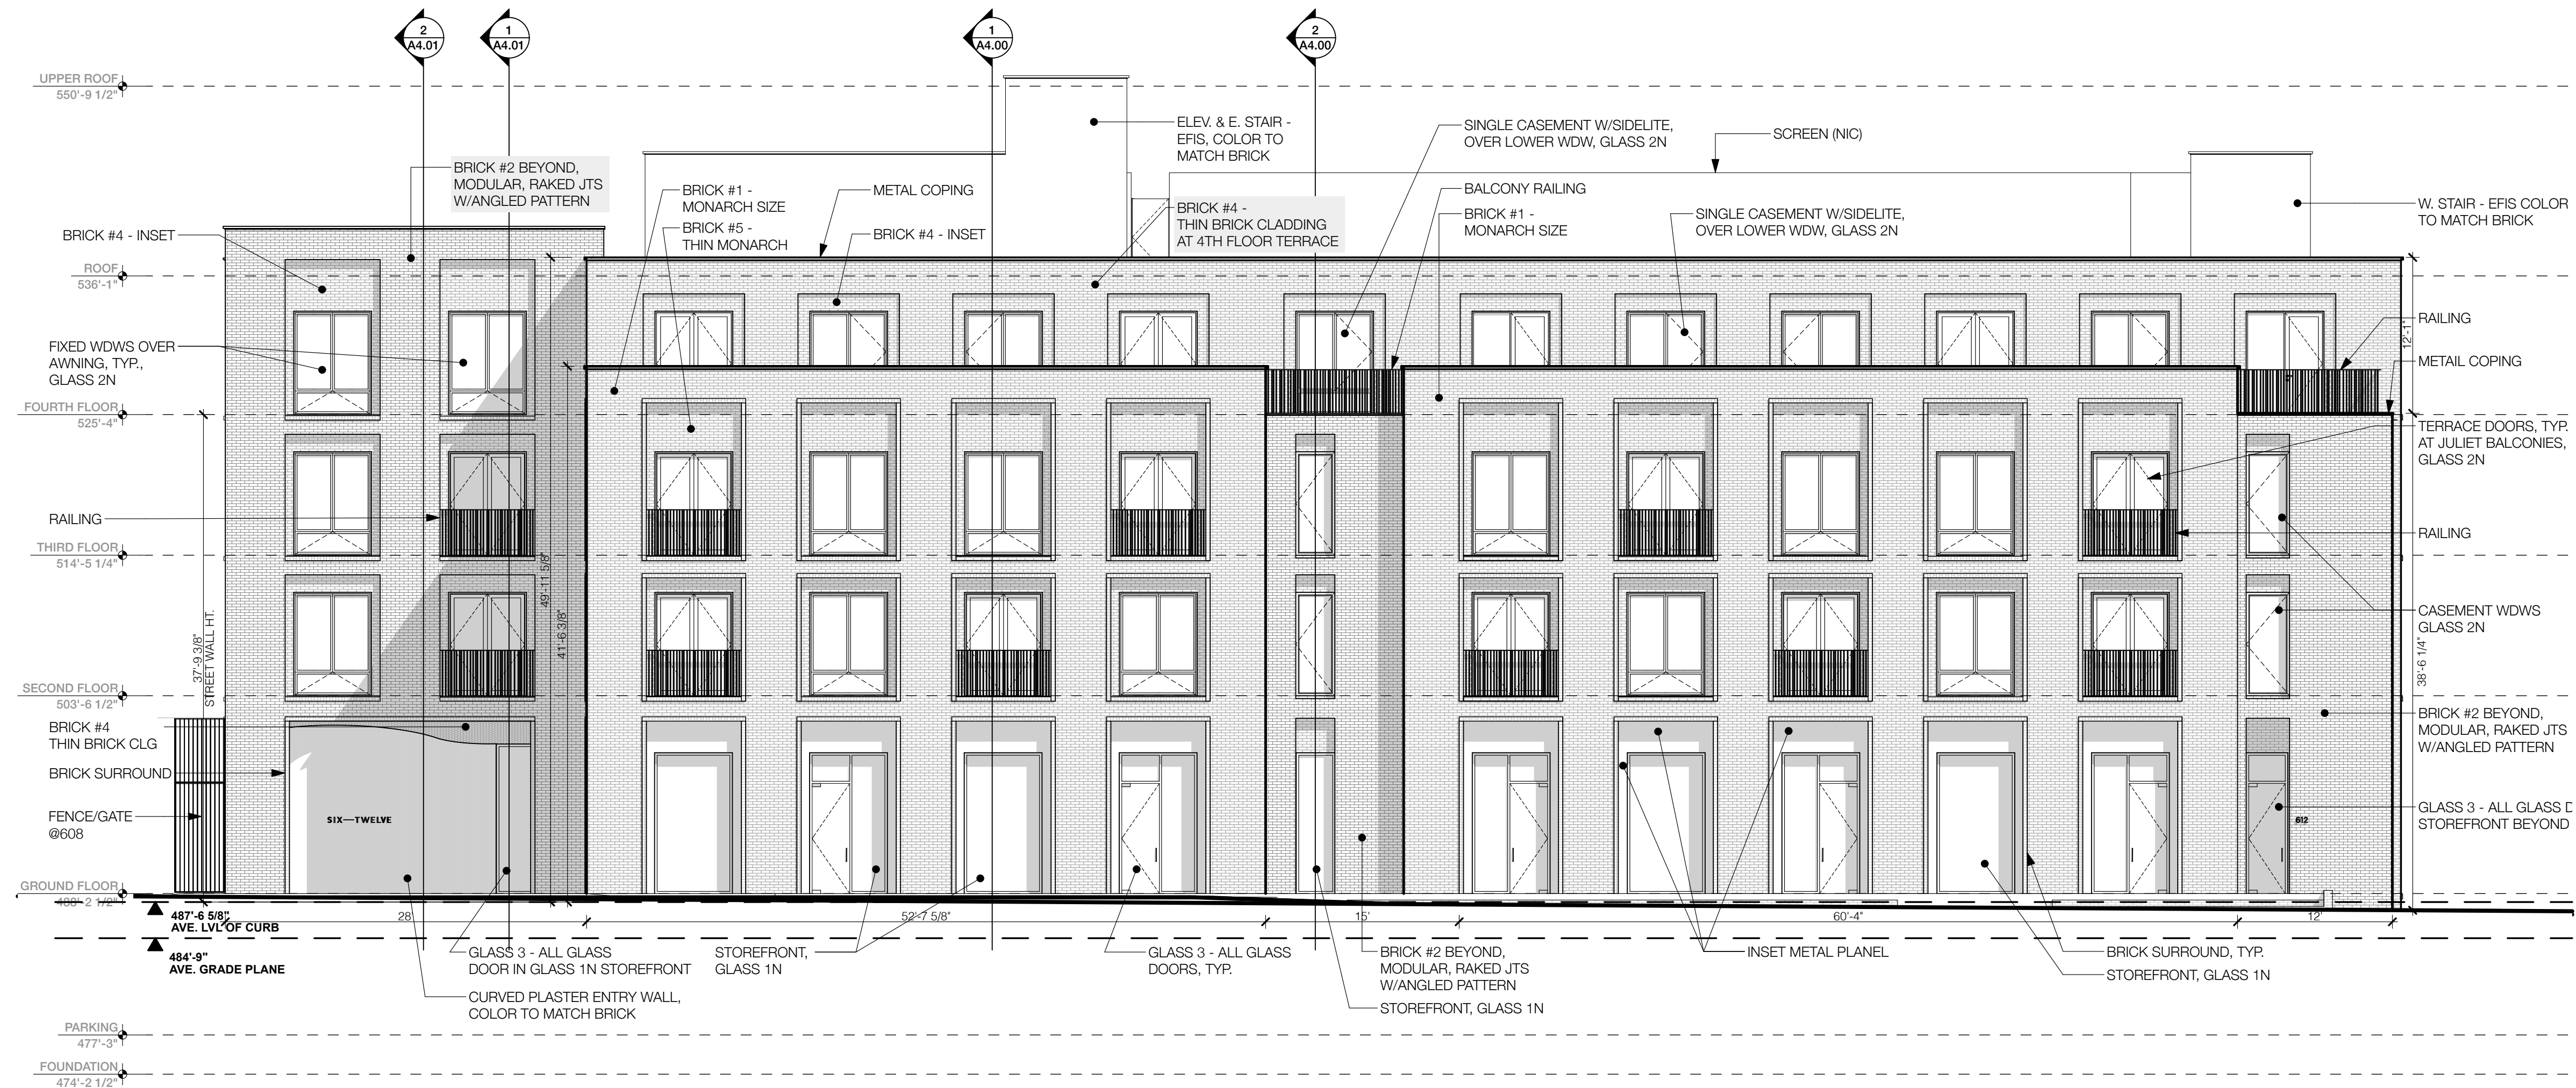 2
A4.01
1
A4.01
1
A4.00
2
A4.00
UPPER ROOF
550'-9 1/2"
ELEV. & E. STAIR -
EFIS, COLOR TO
MATCH BRICK
SINGLE CASEMENT W/SIDELITE,
OVER LOWER WDW, GLASS 2N
SCREEN (NIC)
BRICK #2 BEYOND,
MODULAR, RAKED JTS
W/ANGLED PATTERN
BRICK #1 -
MONARCH SIZE
METAL COPING
BALCONY RAILING
BRICK #4 -
THIN BRICK CLADDING
AT 4TH FLOOR TERRACE
BRICK #1 -
MONARCH SIZE
SINGLE CASEMENT W/SIDELITE,
OVER LOWER WDW, GLASS 2N
W. STAIR - EFIS COLOR
TO MATCH BRICK
BRICK #4 - INSET
BRICK #5 -
THIN MONARCH
BRICK #4 - INSET
ROOF
536'-1"
FIXED WDWS OVER
AWNING, TYP.,
GLASS 2N
RAILING
12'-1"
METAIL COPING
FOURTH FLOOR
525'-4"
TERRACE DOORS, TYP.
AT JULIET BALCONIES,
GLASS 2N
RAILING
RAILING
THIRD FLOOR
514'-5 1/4"
49'-11 5/8"
41'-6 3/8"
37'-9 3/8"
STREET WALL HT.
CASEMENT WDWS
GLASS 2N
38'-6 1/4"
SECOND FLOOR
503'-6 1/2"
BRICK #4
THIN BRICK CLG
BRICK #2 BEYOND,
MODULAR, RAKED JTS
W/ANGLED PATTERN
BRICK SURROUND
FENCE/GATE
@608
SIX—TWELVE
612
GLASS 3 - ALL GLASS D
STOREFRONT BEYOND
GROUND FLOOR
488'-2 1/2"
487'-6 5/8"
AVE. LVL OF CURB
28'
52'-7 5/8"
15'
60'-4"
12'
484'-9"
AVE. GRADE PLANE
GLASS 3 - ALL GLASS
DOOR IN GLASS 1N STOREFRONT
STOREFRONT,
GLASS 1N
GLASS 3 - ALL GLASS
DOORS, TYP.
BRICK #2 BEYOND,
MODULAR, RAKED JTS
W/ANGLED PATTERN
INSET METAL PLANEL
BRICK SURROUND, TYP.
STOREFRONT, GLASS 1N
CURVED PLASTER ENTRY WALL,
COLOR TO MATCH BRICK
STOREFRONT, GLASS 1N
PARKING
477'-3"
FOUNDATION
474'-2 1/2"